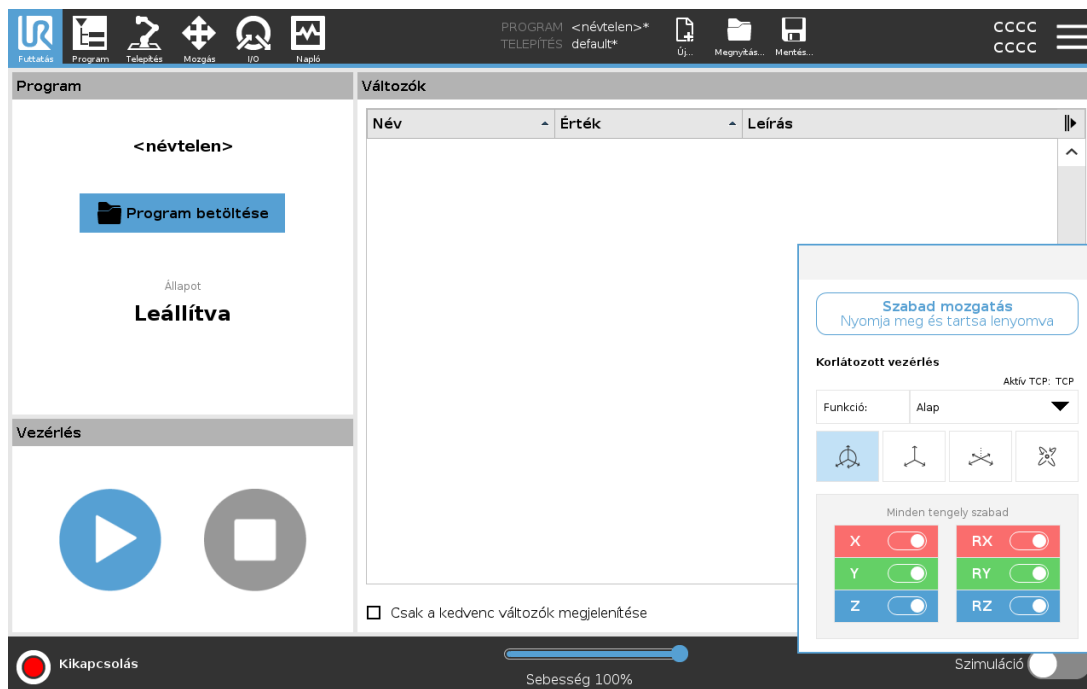 PROGRAM <névtelen>*
TELEPÍTÉS default*
CCCC
CCCC
Futtatás Program Telepítés Mozgás I/O Napló
Új... Megnyitás... Mentés...
Program
<névtelen>
Program betöltése
Állapot
Leállítva
Vezérlés
Változók
Név Érték Leírás
Csak a kedvenc változók megjelenítése
Szabad mozgatás
Nyomja meg és tartsa lenyomva
Korlátozott vezérlés
Aktív TCP: TCP
Funkció: Alap
Minden tengely szabad
X RX
Y RY
Z RZ
Kikapcsolás
Sebesség 100%
Szimuláció